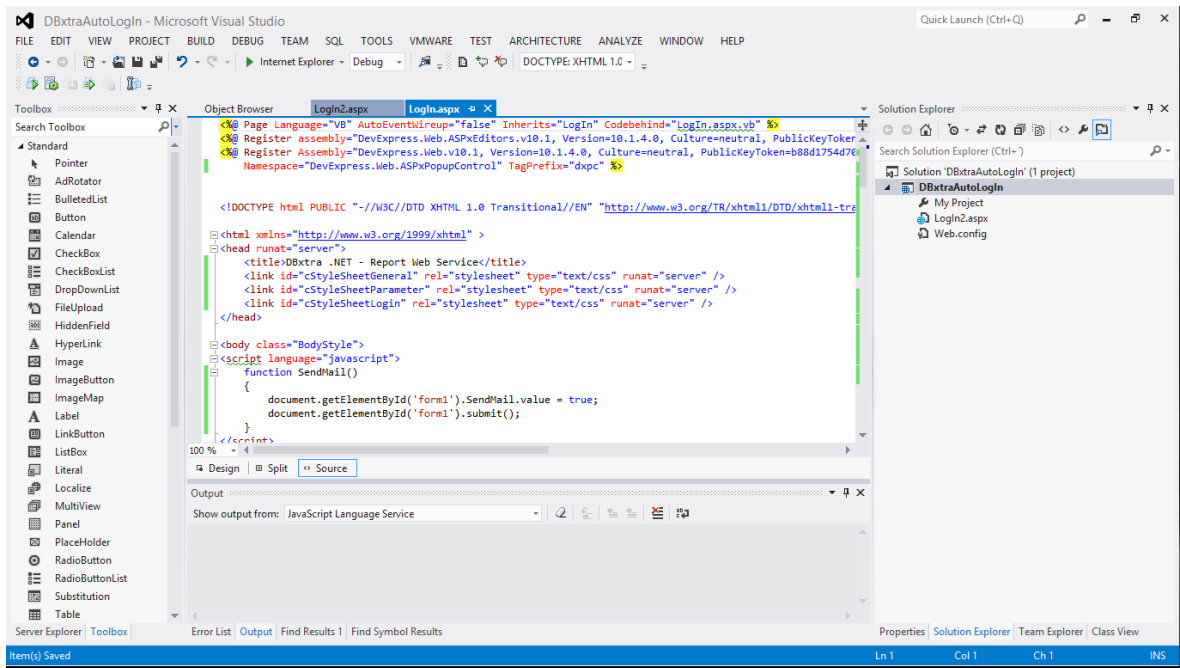 DBxtraAutoLogIn - Microsoft Visual Studio
Quick Launch (Ctrl+Q)
FILE EDIT VIEW PROJECT BUILD DEBUG TEAM SQL TOOLS VMWARE TEST ARCHITECTURE ANALYZE WINDOW HELP
Internet Explorer Debug DOCTYPE: XHTML 1.0
Toolbox
Search Toolbox
Standard
Pointer
AdRotator
BulletedList
Button
Calendar
CheckBox
CheckBoxList
DropDownList
FileUpload
HiddenField
HyperLink
Image
ImageButton
ImageMap
Label
LinkButton
ListBox
Literal
Localize
MultiView
Panel
PlaceHolder
RadioButton
RadioButtonList
Substitution
Table
Server Explorer Toolbox
Object Browser LogIn2.aspx LogIn.aspx
<%@ Page Language="VB" AutoEventWireup="false" Inherits="LogIn" Codebehind="LogIn.aspx.vb" %>
<%@ Register assembly="DevExpress.Web.ASPxEditors.v10.1, Version=10.1.4.0, Culture=neutral, PublicKeyToken
<%@ Register Assembly="DevExpress.Web.v10.1, Version=10.1.4.0, Culture=neutral, PublicKeyToken=b88d1754d70
Namespace="DevExpress.Web.ASPxPopupControl" TagPrefix="dxpc" %>
<!DOCTYPE html PUBLIC "-//W3C//DTD XHTML 1.0 Transitional//EN" "http://www.w3.org/TR/xhtml1/DTD/xhtml1-tra
<html xmlns="http://www.w3.org/1999/xhtml" >
<head runat="server">
<title>DBxtra .NET - Report Web Service</title>
<link id="cStyleSheetGeneral" rel="stylesheet" type="text/css" runat="server" />
<link id="cStyleSheetParameter" rel="stylesheet" type="text/css" runat="server" />
<link id="cStyleSheetLogin" rel="stylesheet" type="text/css" runat="server" />
</head>
<body class="BodyStyle">
<script language="javascript">
function SendMail()
{
document.getElementById('form1').SendMail.value = true;
document.getElementById('form1').submit();
}
</script>
100 %
Design Split Source
Output
Show output from: JavaScript Language Service
Error List Output Find Results 1 Find Symbol Results
Solution Explorer
Search Solution Explorer (Ctrl+¨)
Solution 'DBxtraAutoLogIn' (1 project)
DBxtraAutoLogIn
My Project
LogIn2.aspx
Web.config
Properties Solution Explorer Team Explorer Class View
Item(s) Saved Ln 1 Col 1 Ch 1 INS